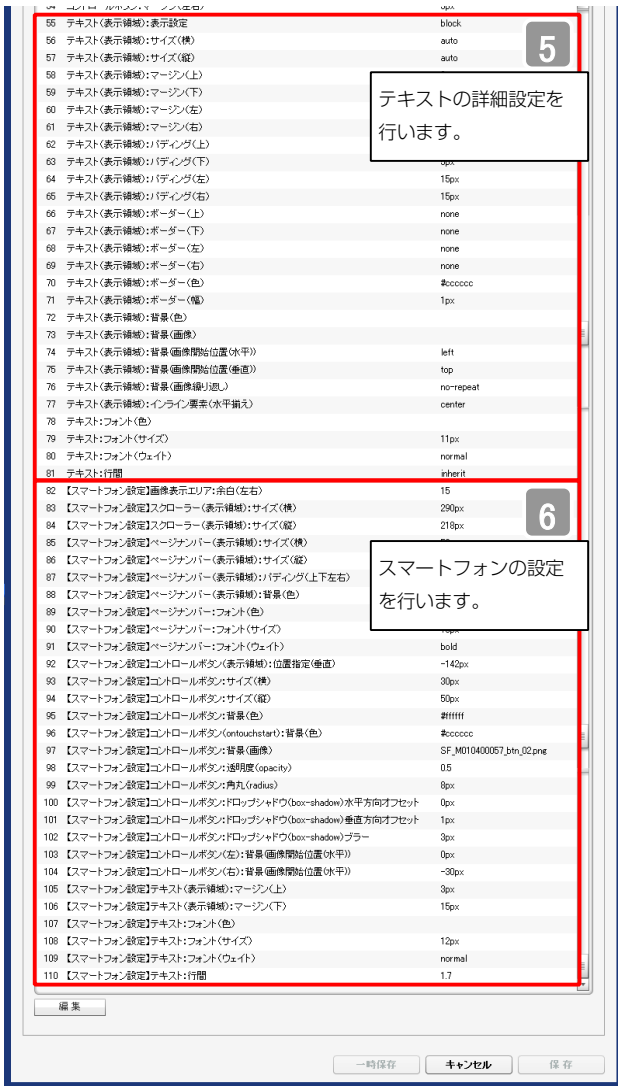 54 コントロールボタン:マージン(左右) 0px
55 テキスト(表示領域):表示設定 block
56 テキスト(表示領域):サイズ(横) auto
57 テキスト(表示領域):サイズ(縦) auto
5
58 テキスト(表示領域):マージン(上)
59 テキスト(表示領域):マージン(下)
60 テキスト(表示領域):マージン(左)
61 テキスト(表示領域):マージン(右)
62 テキスト(表示領域):パディング(上)
テキストの詳細設定を
行います。
63 テキスト(表示領域):パディング(下)
64 テキスト(表示領域):パディング(左) 15px
65 テキスト(表示領域):パディング(右) 15px
66 テキスト(表示領域):ボーダー(上) none
67 テキスト(表示領域):ボーダー(下) none
68 テキスト(表示領域):ボーダー(左) none
69 テキスト(表示領域):ボーダー(右) none
70 テキスト(表示領域):ボーダー(色) #cccccc
71 テキスト(表示領域):ボーダー(幅) 1px
72 テキスト(表示領域):背景(色)
73 テキスト(表示領域):背景(画像)
74 テキスト(表示領域):背景(画像開始位置(水平)) left
75 テキスト(表示領域):背景(画像開始位置(垂直)) top
76 テキスト(表示領域):背景(画像繰り返し) no-repeat
77 テキスト(表示領域):インライン要素(水平揃え) center
78 テキスト:フォント(色)
79 テキスト:フォント(サイズ) 11px
80 テキスト:フォント(ウェイト) normal
81 テキスト:行間 inherit
82 【スマートフォン設定】画像表示エリア:余白(左右) 15
83 【スマートフォン設定】スクローラー(表示領域):サイズ(横) 290px
84 【スマートフォン設定】スクローラー(表示領域):サイズ(縦) 218px
6
85 【スマートフォン設定】ページナンバー(表示領域):サイズ(横)
86 【スマートフォン設定】ページナンバー(表示領域):サイズ(縦)
87 【スマートフォン設定】ページナンバー(表示領域):パディング(上下左右)
88 【スマートフォン設定】ページナンバー(表示領域):背景(色)
89 【スマートフォン設定】ページナンバー:フォント(色)
スマートフォンの設定
を行います。
90 【スマートフォン設定】ページナンバー:フォント(サイズ)
91 【スマートフォン設定】ページナンバー:フォント(ウェイト) bold
92 【スマートフォン設定】コントロールボタン(表示領域):位置指定(垂直) -142px
93 【スマートフォン設定】コントロールボタン:サイズ(横) 30px
94 【スマートフォン設定】コントロールボタン:サイズ(縦) 50px
95 【スマートフォン設定】コントロールボタン:背景(色) #ffffff
96 【スマートフォン設定】コントロールボタン(ontouchstart):背景(色) #cccccc
97 【スマートフォン設定】コントロールボタン:背景(画像) SF_M010400057_btn_02.png
98 【スマートフォン設定】コントロールボタン:透明度(opacity) 0.5
99 【スマートフォン設定】コントロールボタン:角丸(radius) 8px
100 【スマートフォン設定】コントロールボタン:ドロップシャドウ(box-shadow)水平方向オフセット 0px
101 【スマートフォン設定】コントロールボタン:ドロップシャドウ(box-shadow)垂直方向オフセット 1px
102 【スマートフォン設定】コントロールボタン:ドロップシャドウ(box-shadow)ブラー 3px
103 【スマートフォン設定】コントロールボタン(左):背景(画像開始位置(水平)) 0px
104 【スマートフォン設定】コントロールボタン(右):背景(画像開始位置(水平)) -30px
105 【スマートフォン設定】テキスト(表示領域):マージン(上) 3px
106 【スマートフォン設定】テキスト(表示領域):マージン(下) 15px
107 【スマートフォン設定】テキスト:フォント(色)
108 【スマートフォン設定】テキスト:フォント(サイズ) 12px
109 【スマートフォン設定】テキスト:フォント(ウェイト) normal
110 【スマートフォン設定】テキスト:行間 1.7
編集
一時保存 キャンセル 保存